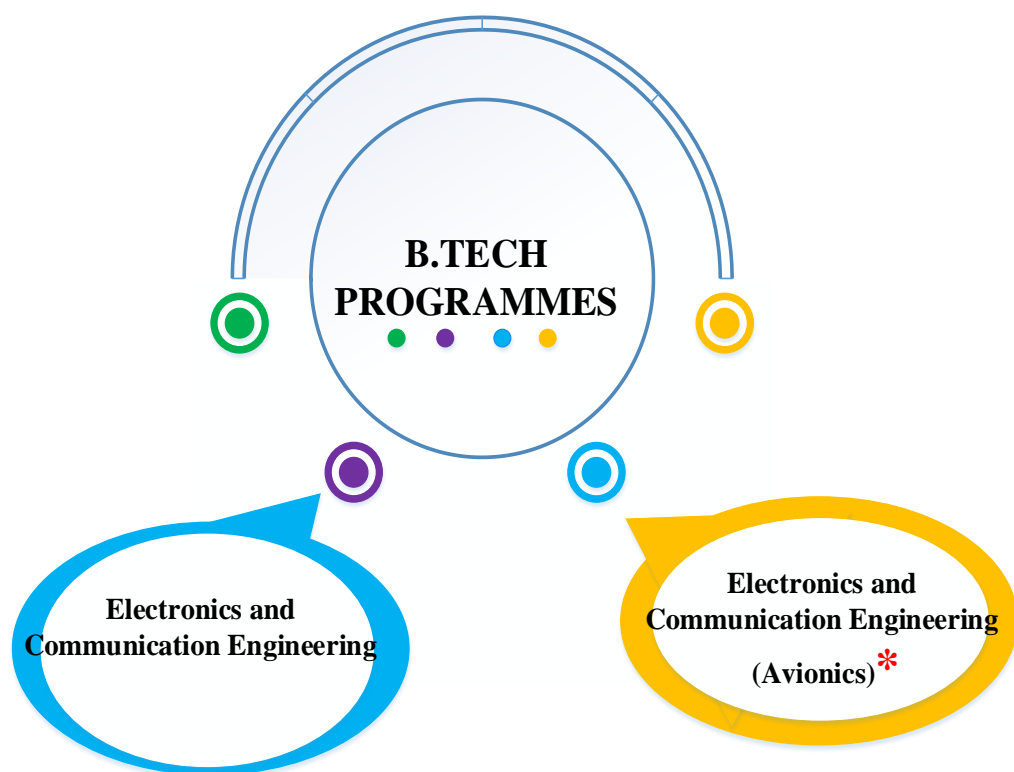 B.TECH
PROGRAMMES
Electronics and
Communication Engineering
Electronics and
Communication Engineering
(Avionics)*